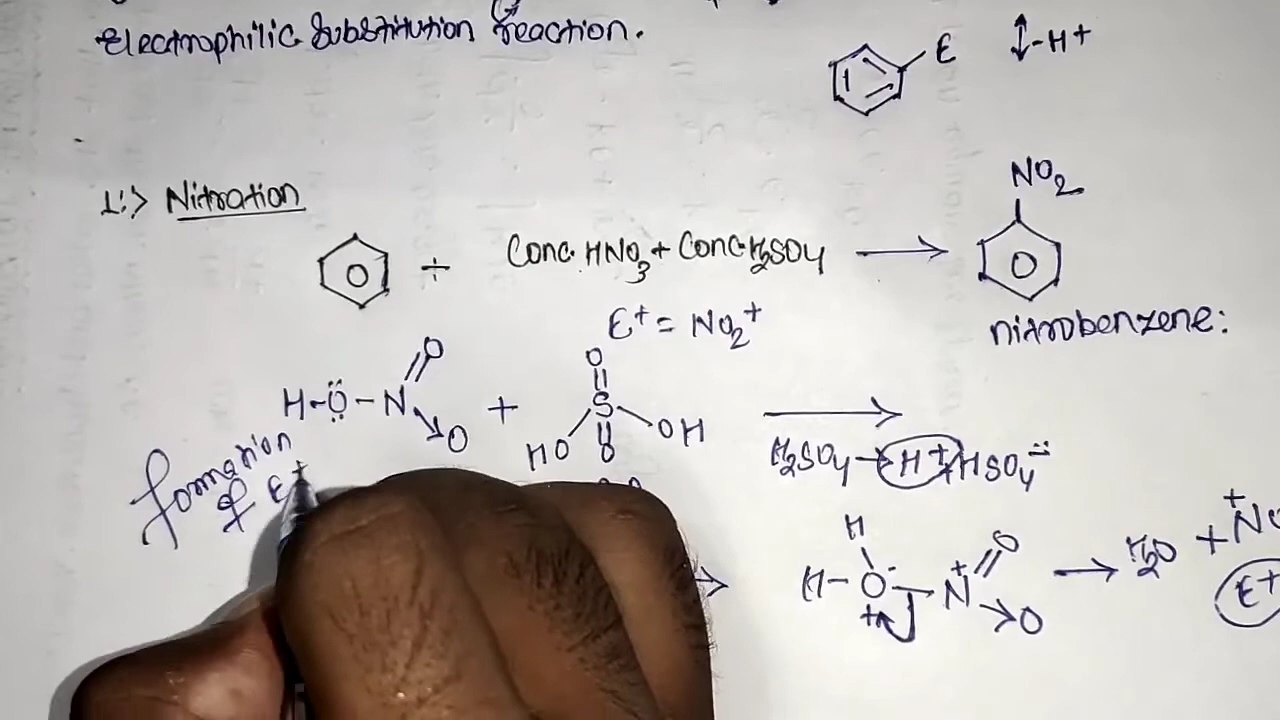 Electrophilic Substitution reaction.
E
-H+
1:> Nitration
NO2
+ Conc. HNO3 + Conc. H2SO4 →
E+ = NO2+
nitrobenzene:
H-O-N O O + O S O HO OH →
H2SO4 → H+ + HSO4-
formation
of E+
H H-O+ -N+ O O → H2O + +NO
E+